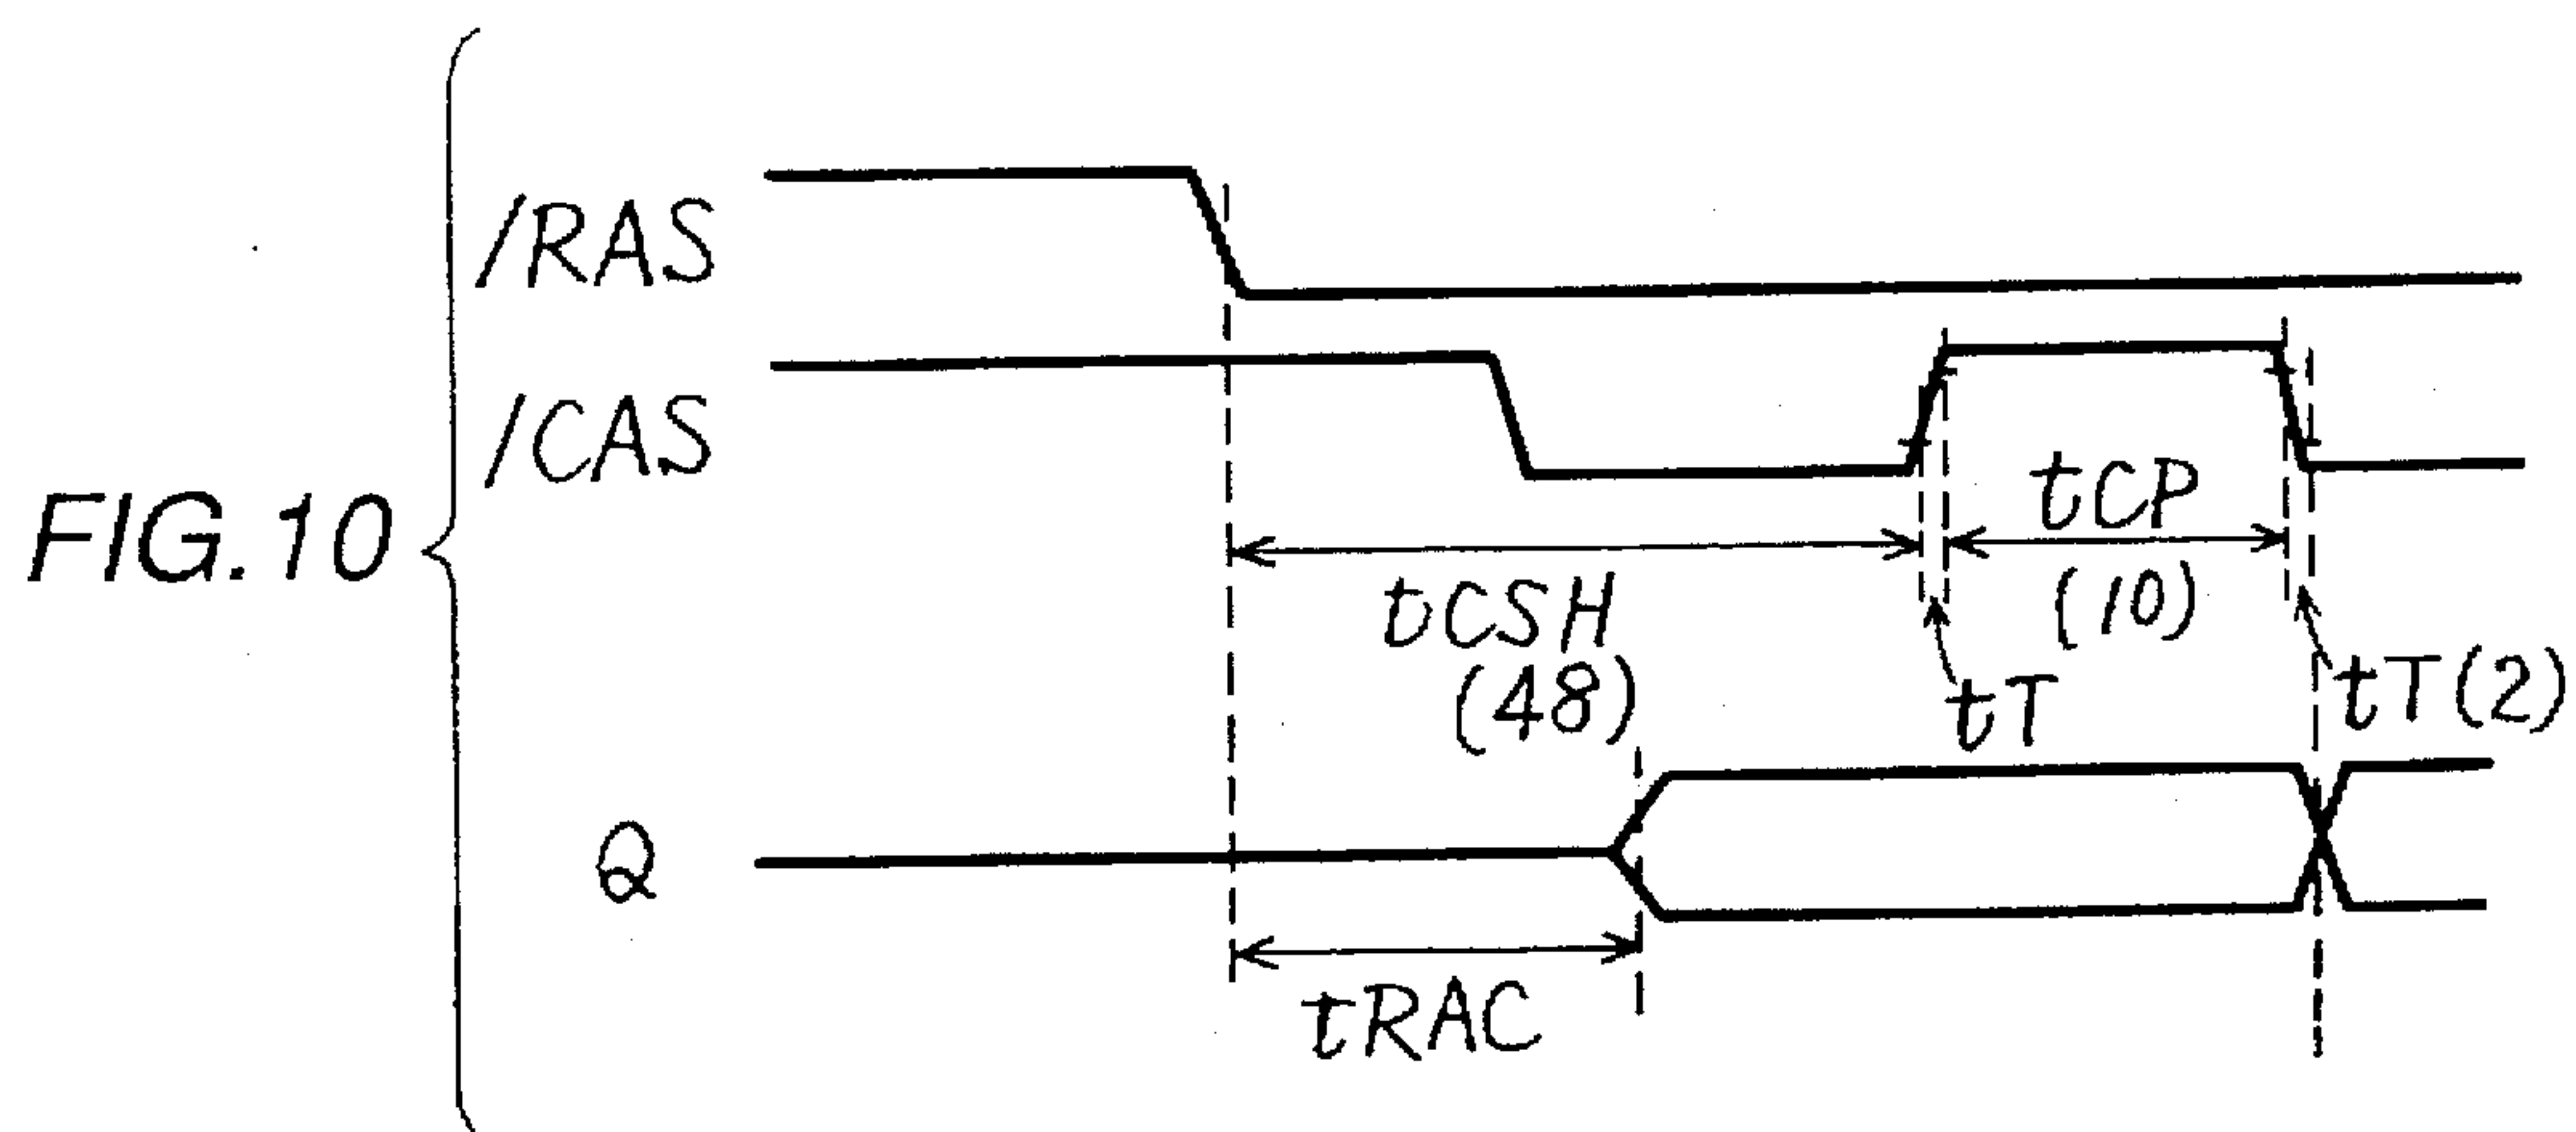 FIG.10
/RAS
/CAS
tCP
(10)
tCSH
(48)
tT
tT(2)
Q
tRAC